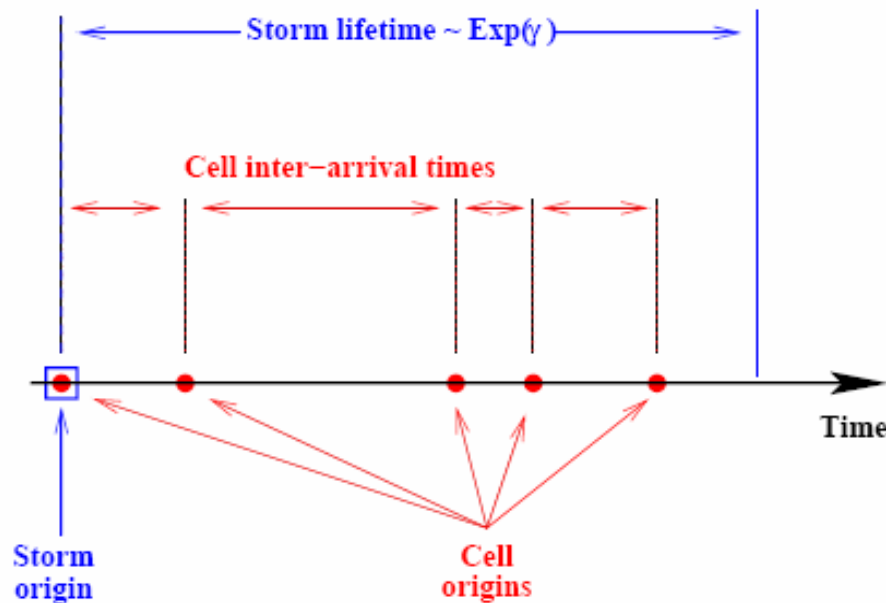 Storm lifetime ~ Exp(γ)
Cell inter−arrival times
Time
Storm
origin
Cell
origins